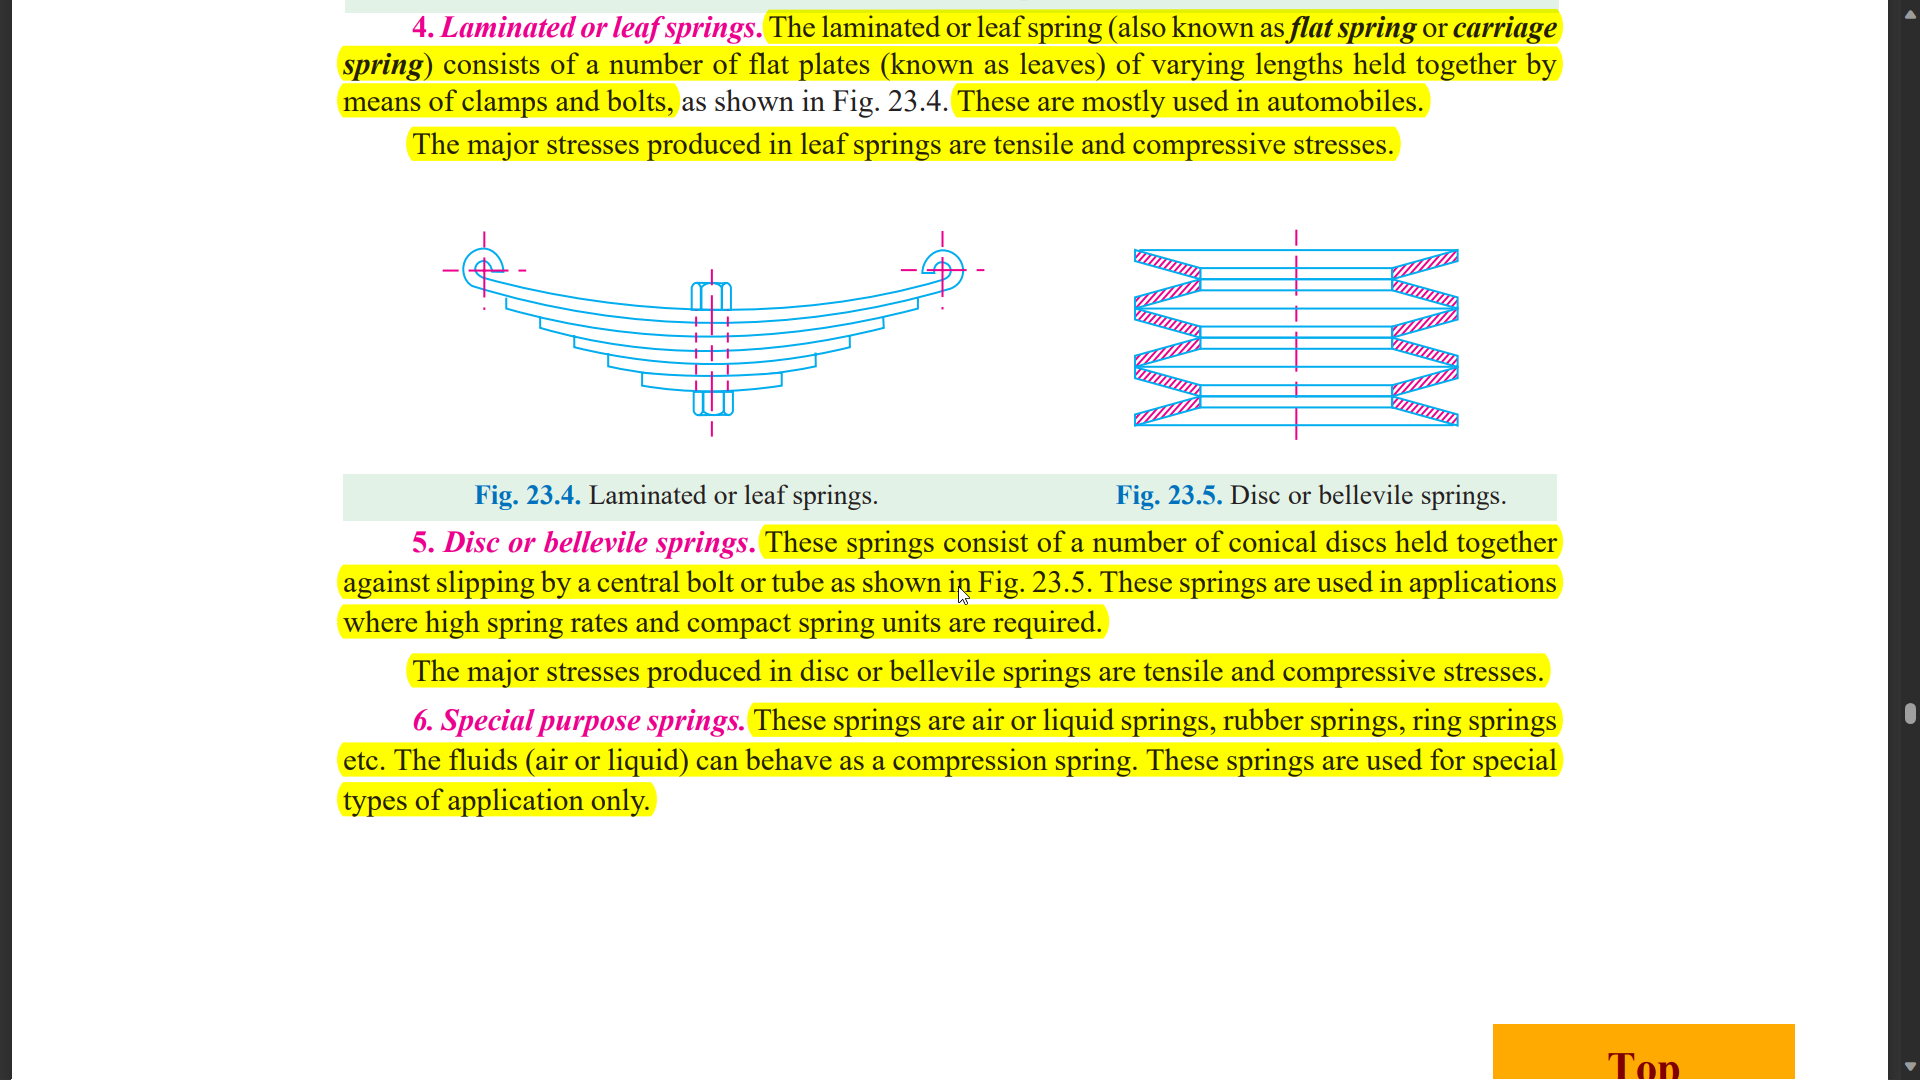 4. Laminated or leaf springs. The laminated or leaf spring (also known as flat spring or carriage
spring) consists of a number of flat plates (known as leaves) of varying lengths held together by
means of clamps and bolts, as shown in Fig. 23.4. These are mostly used in automobiles.
The major stresses produced in leaf springs are tensile and compressive stresses.
Fig. 23.4. Laminated or leaf springs.
Fig. 23.5. Disc or bellevile springs.
5. Disc or bellevile springs. These springs consist of a number of conical discs held together
against slipping by a central bolt or tube as shown in Fig. 23.5. These springs are used in applications
where high spring rates and compact spring units are required.
The major stresses produced in disc or bellevile springs are tensile and compressive stresses.
6. Special purpose springs. These springs are air or liquid springs, rubber springs, ring springs
etc. The fluids (air or liquid) can behave as a compression spring. These springs are used for special
types of application only.
Top